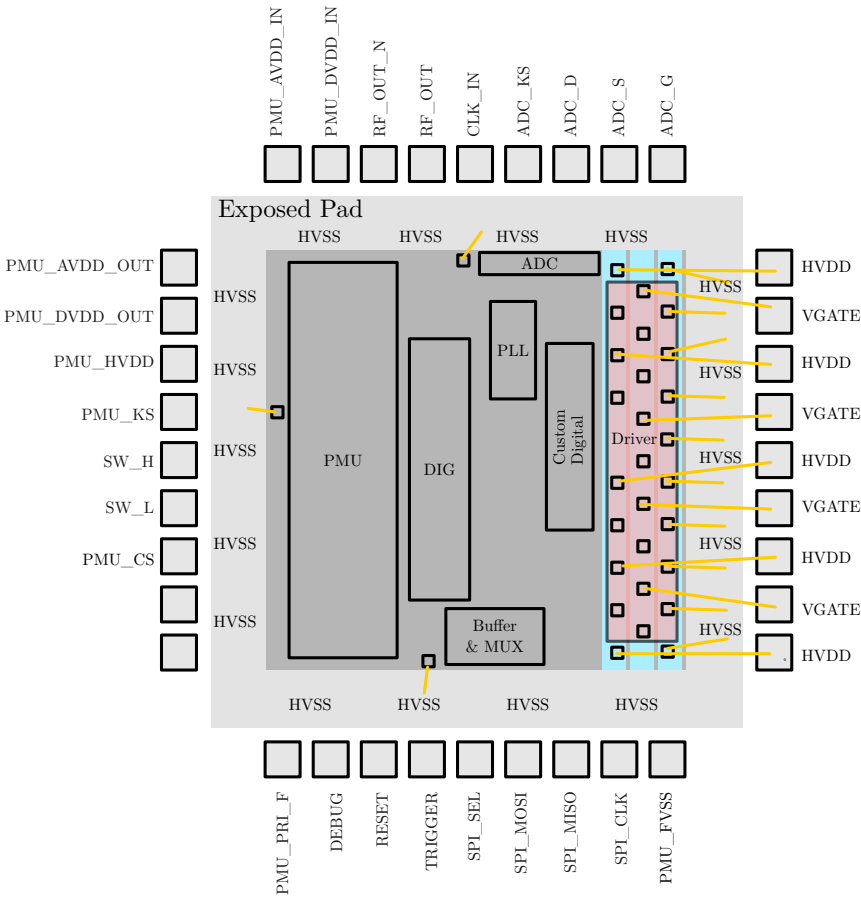 PMU_AVDD_IN
PMU_DVDD_IN
RF_OUT_N
RF_OUT
CLK_IN
ADC_KS
ADC_D
ADC_S
ADC_G
Exposed Pad
HVSS
HVSS
HVSS
HVSS
PMU_AVDD_OUT
PMU_DVDD_OUT
PMU_HVDD
PMU_KS
SW_H
SW_L
PMU_CS
HVSS
HVSS
HVSS
HVSS
HVSS
PMU
DIG
ADC
PLL
Custom
Digital
Buffer
& MUX
Driver
HVSS
HVSS
HVSS
HVSS
HVSS
HVDD
VGATE
HVDD
VGATE
HVDD
VGATE
HVDD
VGATE
HVDD
HVSS
HVSS
HVSS
HVSS
PMU_PRI_F
DEBUG
RESET
TRIGGER
SPI_SEL
SPI_MOSI
SPI_MISO
SPI_CLK
PMU_FVSS